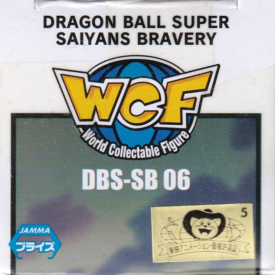 DRAGON BALL SUPER
SAIYANS BRAVERY
WCF
World Collectable Figure
DBS-SB 06
5
JAMMA
プライズ